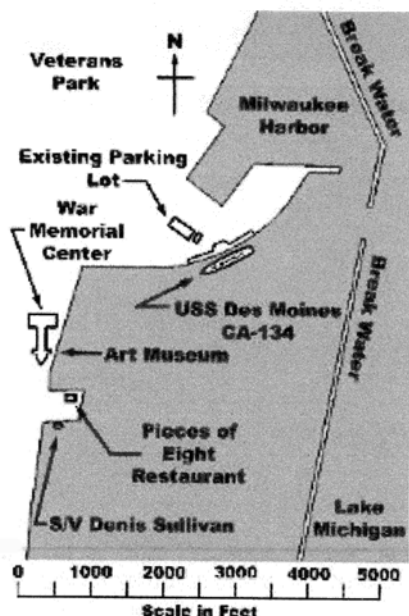 N
Veterans
Park
Break Water
Milwaukee
Harbor
Existing Parking
Lot
War
Memorial
Center
USS Des Moines
CA-134
Break Water
Art Museum
Pieces of
Eight
Restaurant
S/V Denis Sullivan
Lake
Michigan
0 1000 2000 3000 4000 5000
Scale in Feet